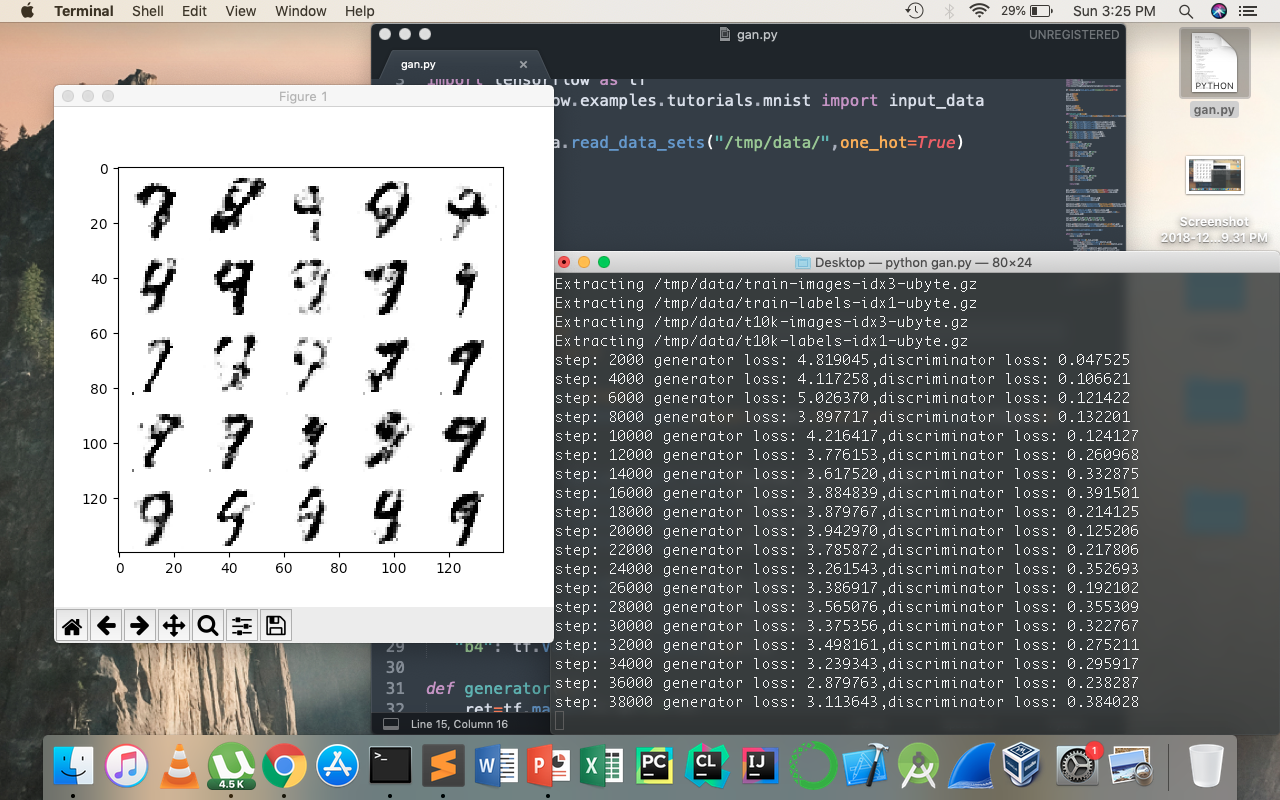 Terminal Shell Edit View Window Help 29% Sun 3:25 PM
gan.py UNREGISTERED
gan.py ×
3 import tensorflow as tf
ow.examples.tutorials.mnist import input_data
a.read_data_sets("/tmp/data/",one_hot=True)
PYTHON
gan.py
Screenshot
2018-12...9.31 PM
Figure 1
0
20
40
60
80
100
120
0 20 40 60 80 100 120
Desktop — python gan.py — 80×24
Extracting /tmp/data/train-images-idx3-ubyte.gz
Extracting /tmp/data/train-labels-idx1-ubyte.gz
Extracting /tmp/data/t10k-images-idx3-ubyte.gz
Extracting /tmp/data/t10k-labels-idx1-ubyte.gz
step: 2000 generator loss: 4.819045,discriminator loss: 0.047525
step: 4000 generator loss: 4.117258,discriminator loss: 0.106621
step: 6000 generator loss: 5.026370,discriminator loss: 0.121422
step: 8000 generator loss: 3.897717,discriminator loss: 0.132201
step: 10000 generator loss: 4.216417,discriminator loss: 0.124127
step: 12000 generator loss: 3.776153,discriminator loss: 0.260968
step: 14000 generator loss: 3.617520,discriminator loss: 0.332875
step: 16000 generator loss: 3.884839,discriminator loss: 0.391501
step: 18000 generator loss: 3.879767,discriminator loss: 0.214125
step: 20000 generator loss: 3.942970,discriminator loss: 0.125206
step: 22000 generator loss: 3.785872,discriminator loss: 0.217806
step: 24000 generator loss: 3.261543,discriminator loss: 0.352693
step: 26000 generator loss: 3.386917,discriminator loss: 0.192102
step: 28000 generator loss: 3.565076,discriminator loss: 0.355309
step: 30000 generator loss: 3.375356,discriminator loss: 0.322767
step: 32000 generator loss: 3.498161,discriminator loss: 0.275211
step: 34000 generator loss: 3.239343,discriminator loss: 0.295917
step: 36000 generator loss: 2.879763,discriminator loss: 0.238287
step: 38000 generator loss: 3.113643,discriminator loss: 0.384028
29 "b4": tf.V
30
31 def generator
32 ret=tf.ma
Line 15, Column 16
4.5 K
>_
W
P
X
PC
CL
IJ
1